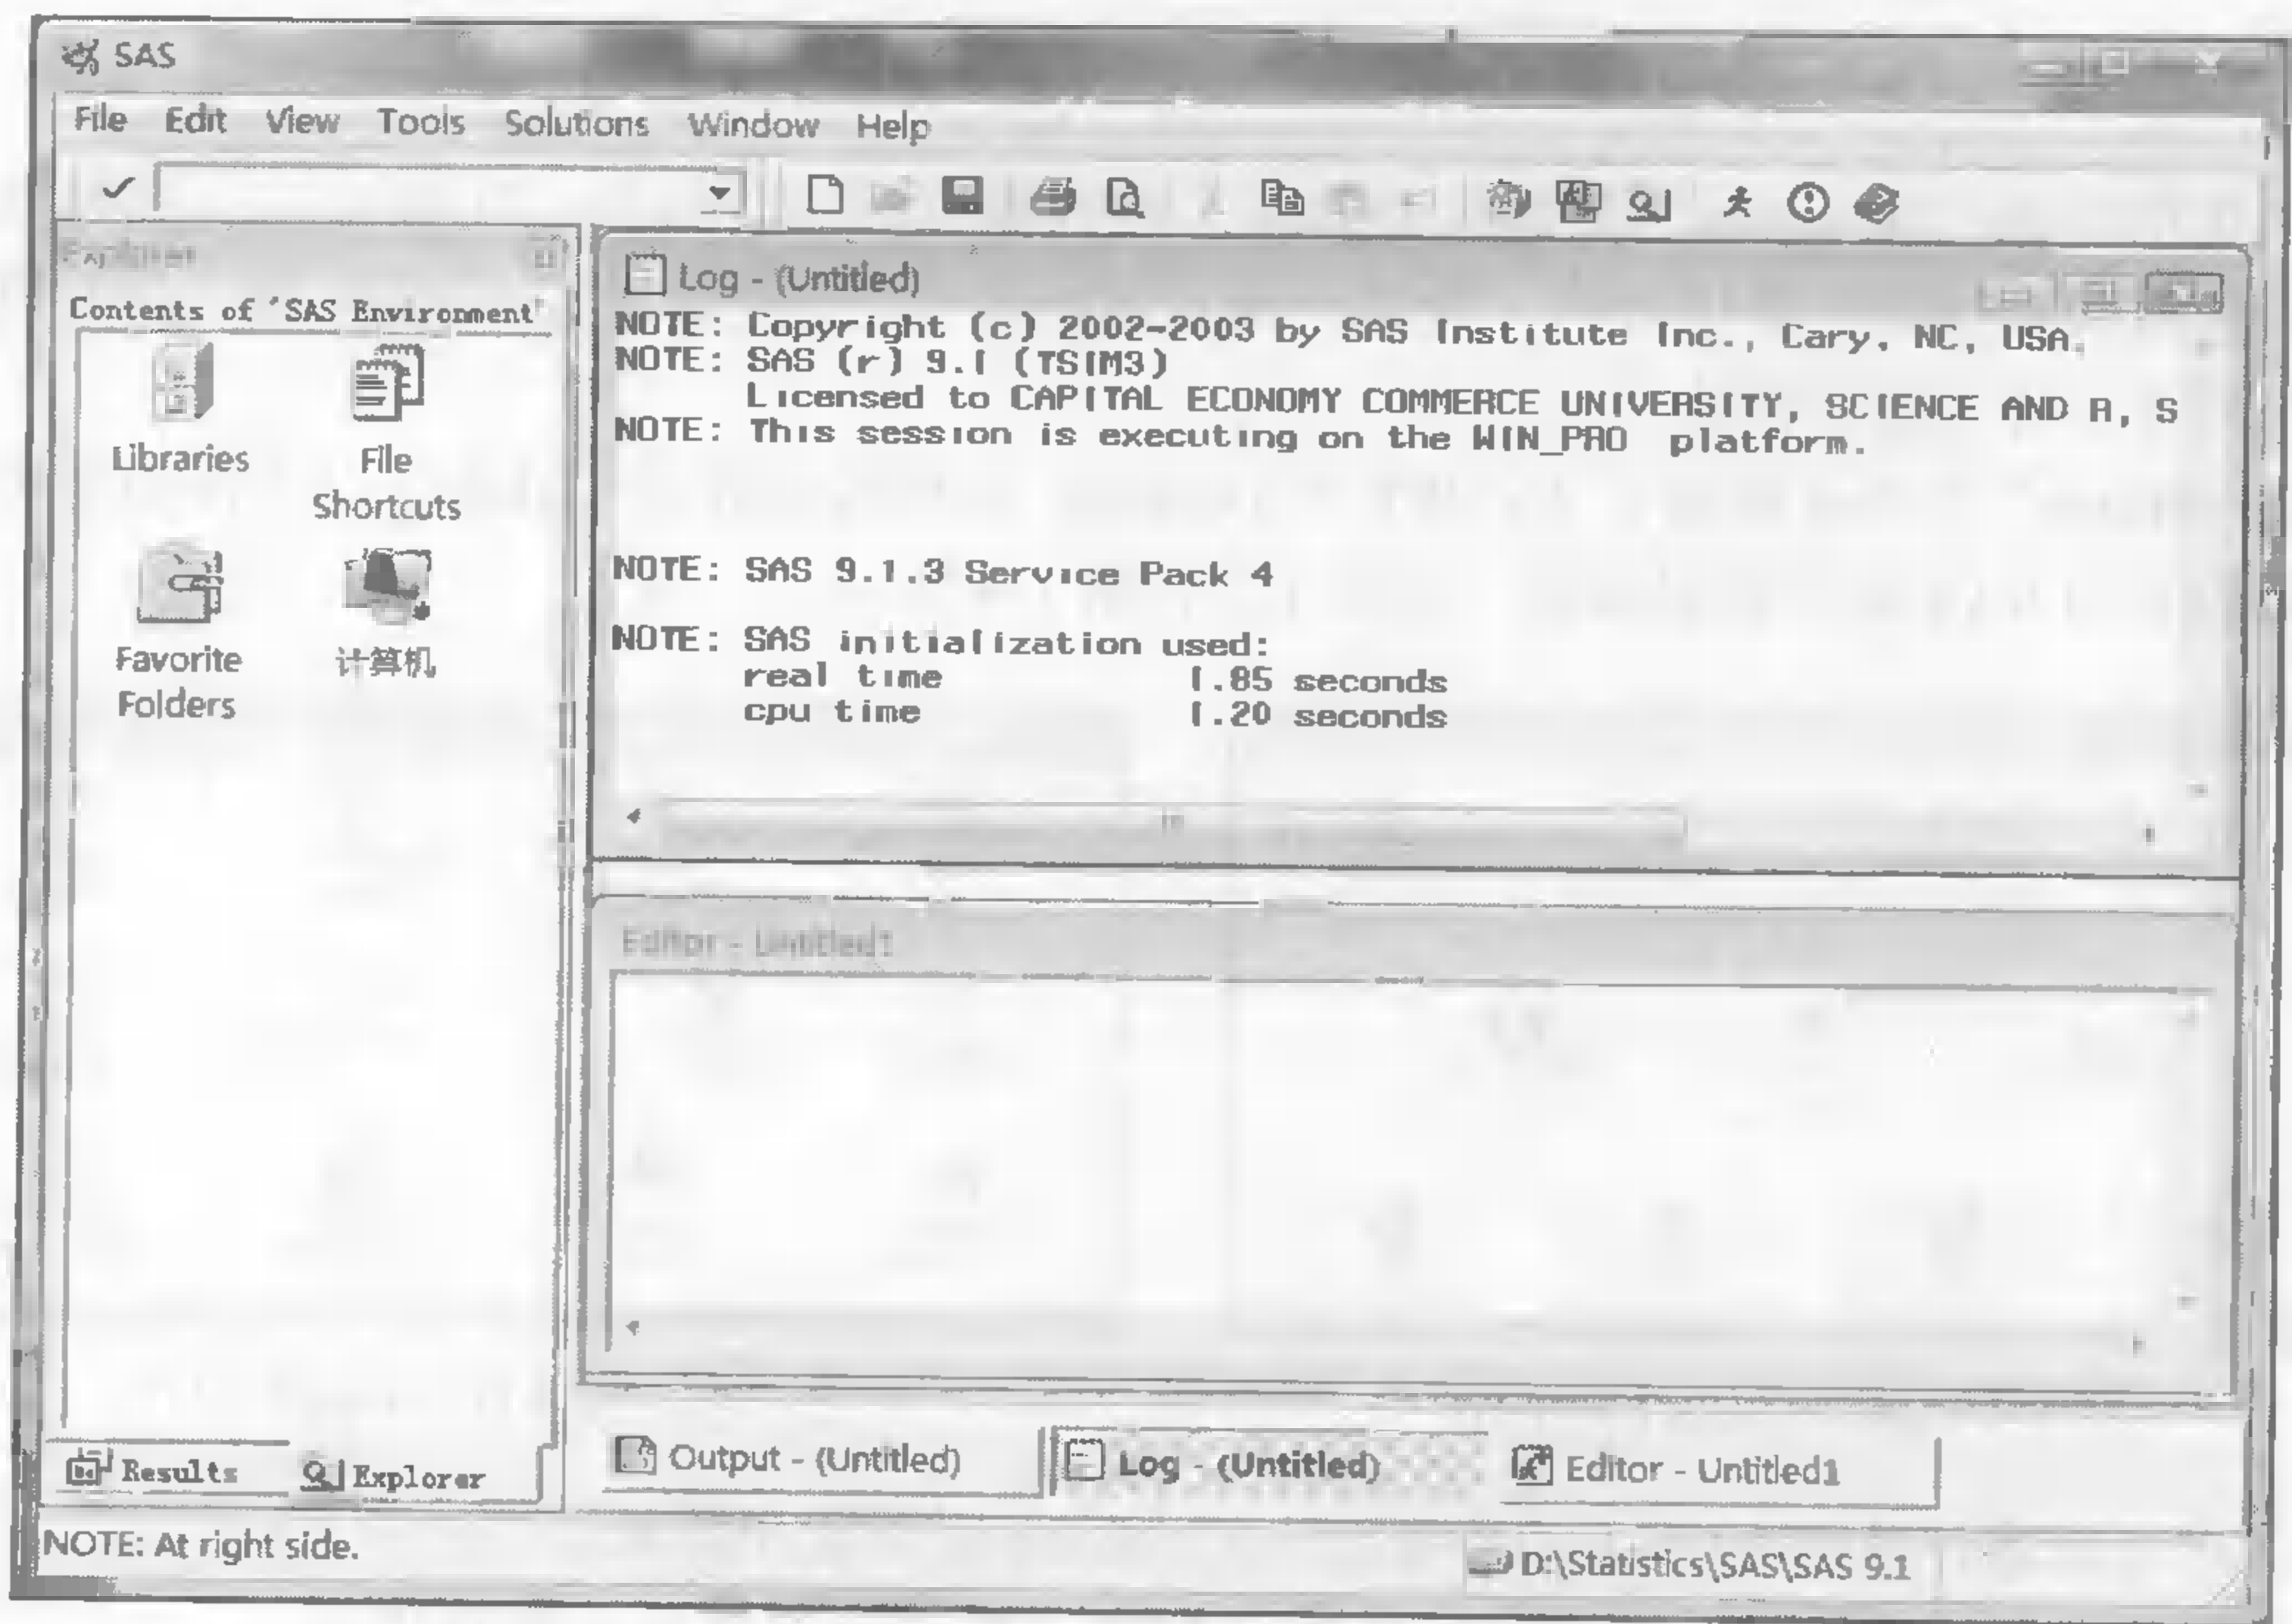 SAS
File Edit View Tools Solutions Window Help
Explorer
Contents of 'SAS Environment'
Libraries
File Shortcuts
Favorite Folders
计算机
Log - (Untitled)
NOTE: Copyright (c) 2002-2003 by SAS Institute Inc., Cary, NC, USA.
NOTE: SAS (r) 9.1 (TS1M3)
Licensed to CAPITAL ECONOMY COMMERCE UNIVERSITY, SCIENCE AND R, S
NOTE: This session is executing on the WIN_PRO platform.
NOTE: SAS 9.1.3 Service Pack 4
NOTE: SAS initialization used:
real time 1.85 seconds
cpu time 1.20 seconds
Editor - Untitled1
Results
Explorer
Output - (Untitled)
Log - (Untitled)
Editor - Untitled1
NOTE: At right side.
D:\Statistics\SAS\SAS 9.1